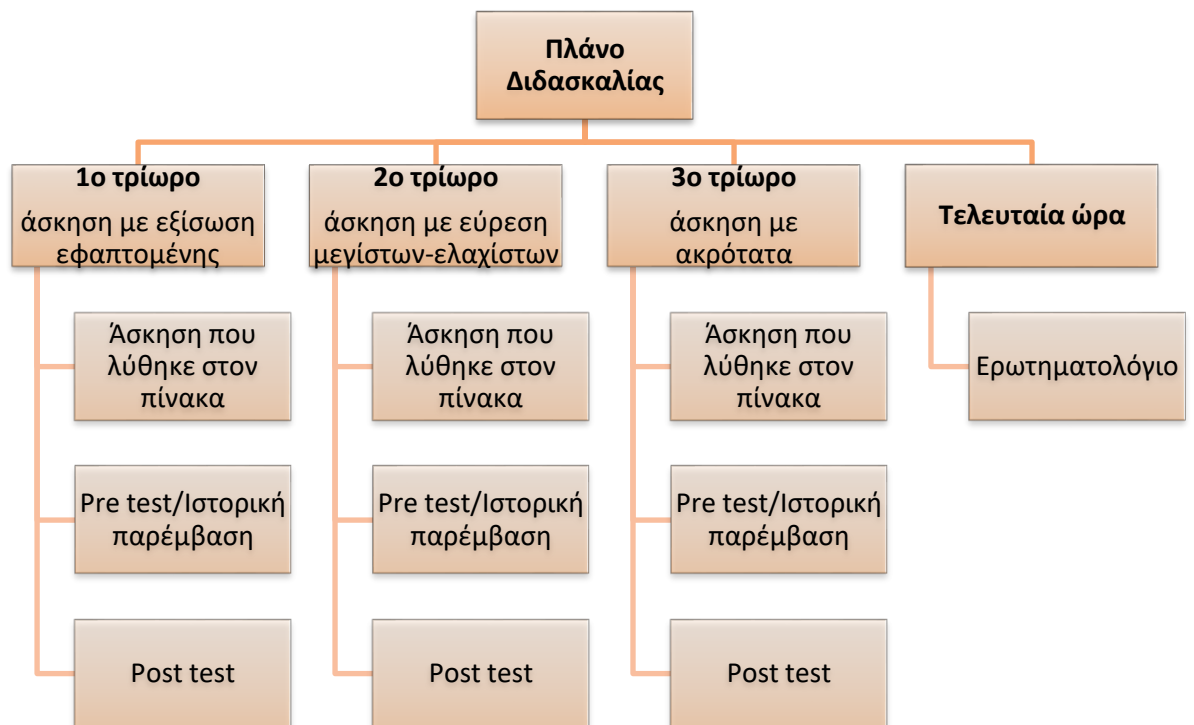 Πλάνο
Διδασκαλίας
1ο τρίωρο
άσκηση με εξίσωση
εφαπτομένης
2ο τρίωρο
άσκηση με εύρεση
μεγίστων-ελαχίστων
3ο τρίωρο
άσκηση με
ακρότατα
Τελευταία ώρα
Άσκηση που
λύθηκε στον
πίνακα
Άσκηση που
λύθηκε στον
πίνακα
Άσκηση που
λύθηκε στον
πίνακα
Ερωτηματολόγιο
Pre test/Ιστορική
παρέμβαση
Pre test/Ιστορική
παρέμβαση
Pre test/Ιστορική
παρέμβαση
Post test
Post test
Post test